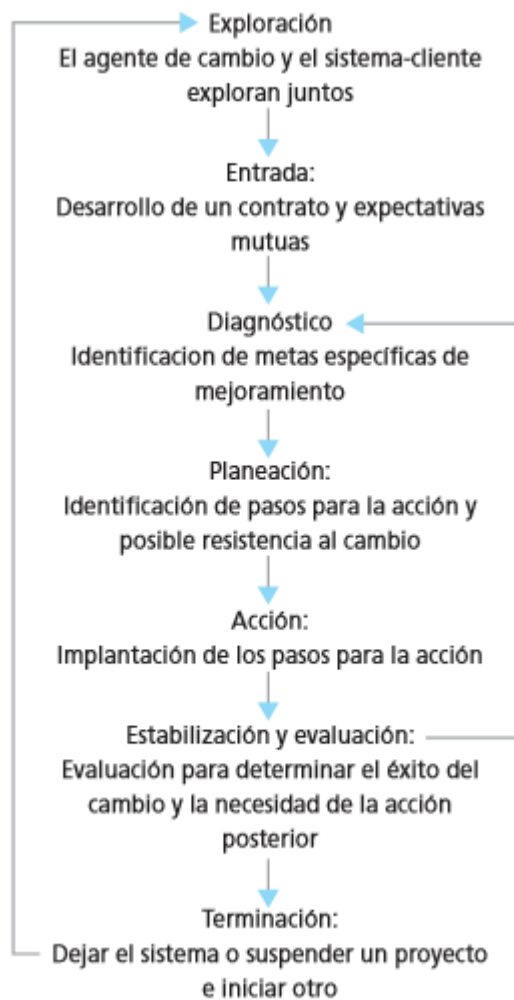 Exploración
El agente de cambio y el sistema-cliente
exploran juntos
Entrada:
Desarrollo de un contrato y expectativas
mutuas
Diagnóstico
Identificacion de metas específicas de
mejoramiento
Planeación:
Identificación de pasos para la acción y
posible resistencia al cambio
Acción:
Implantación de los pasos para la acción
Estabilización y evaluación:
Evaluación para determinar el éxito del
cambio y la necesidad de la acción
posterior
Terminación:
Dejar el sistema o suspender un proyecto
e iniciar otro